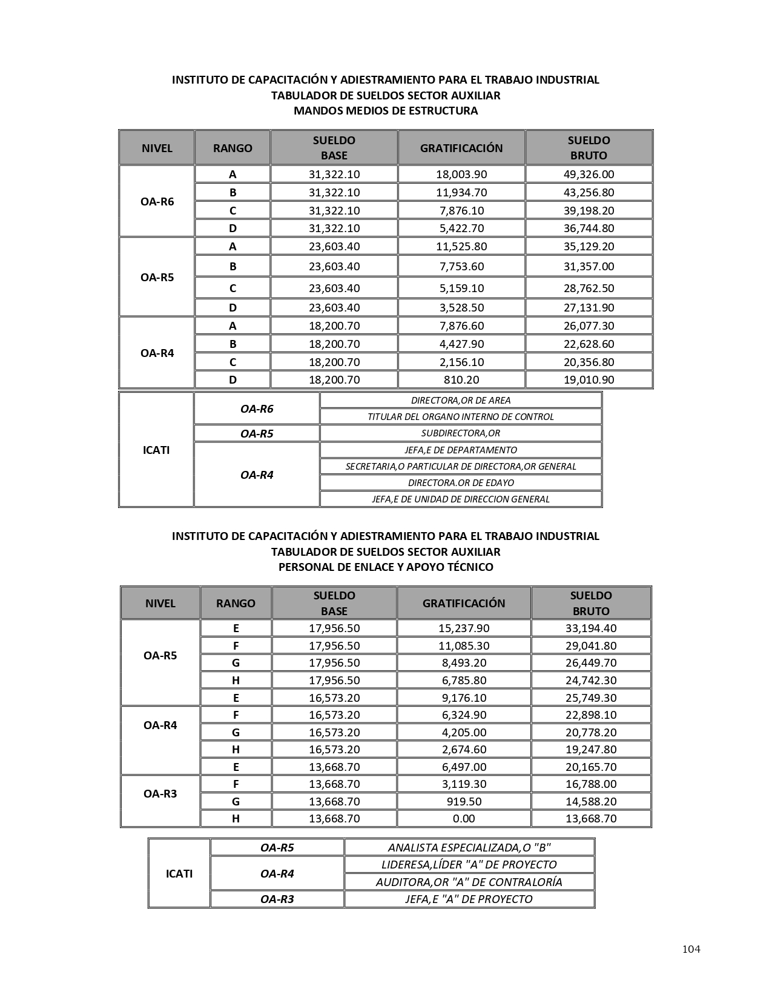 INSTITUTO DE CAPACITACIÓN Y ADIESTRAMIENTO PARA EL TRABAJO INDUSTRIAL
TABULADOR DE SUELDOS SECTOR AUXILIAR
MANDOS MEDIOS DE ESTRUCTURA
NIVEL RANGO SUELDO BASE GRATIFICACIÓN SUELDO BRUTO
OA-R6
A 31,322.10 18,003.90 49,326.00
B 31,322.10 11,934.70 43,256.80
C 31,322.10 7,876.10 39,198.20
D 31,322.10 5,422.70 36,744.80
OA-R5
A 23,603.40 11,525.80 35,129.20
B 23,603.40 7,753.60 31,357.00
C 23,603.40 5,159.10 28,762.50
D 23,603.40 3,528.50 27,131.90
OA-R4
A 18,200.70 7,876.60 26,077.30
B 18,200.70 4,427.90 22,628.60
C 18,200.70 2,156.10 20,356.80
D 18,200.70 810.20 19,010.90
ICATI
OA-R6
DIRECTORA,OR DE AREA
TITULAR DEL ORGANO INTERNO DE CONTROL
OA-R5 SUBDIRECTORA,OR
OA-R4
JEFA,E DE DEPARTAMENTO
SECRETARIA,O PARTICULAR DE DIRECTORA,OR GENERAL
DIRECTORA.OR DE EDAYO
JEFA,E DE UNIDAD DE DIRECCION GENERAL
INSTITUTO DE CAPACITACIÓN Y ADIESTRAMIENTO PARA EL TRABAJO INDUSTRIAL
TABULADOR DE SUELDOS SECTOR AUXILIAR
PERSONAL DE ENLACE Y APOYO TÉCNICO
NIVEL RANGO SUELDO BASE GRATIFICACIÓN SUELDO BRUTO
OA-R5
E 17,956.50 15,237.90 33,194.40
F 17,956.50 11,085.30 29,041.80
G 17,956.50 8,493.20 26,449.70
H 17,956.50 6,785.80 24,742.30
E 16,573.20 9,176.10 25,749.30
OA-R4
F 16,573.20 6,324.90 22,898.10
G 16,573.20 4,205.00 20,778.20
H 16,573.20 2,674.60 19,247.80
E 13,668.70 6,497.00 20,165.70
OA-R3
F 13,668.70 3,119.30 16,788.00
G 13,668.70 919.50 14,588.20
H 13,668.70 0.00 13,668.70
ICATI
OA-R5 ANALISTA ESPECIALIZADA,O "B"
OA-R4
LIDERESA,LÍDER "A" DE PROYECTO
AUDITORA,OR "A" DE CONTRALORÍA
OA-R3 JEFA,E "A" DE PROYECTO
104